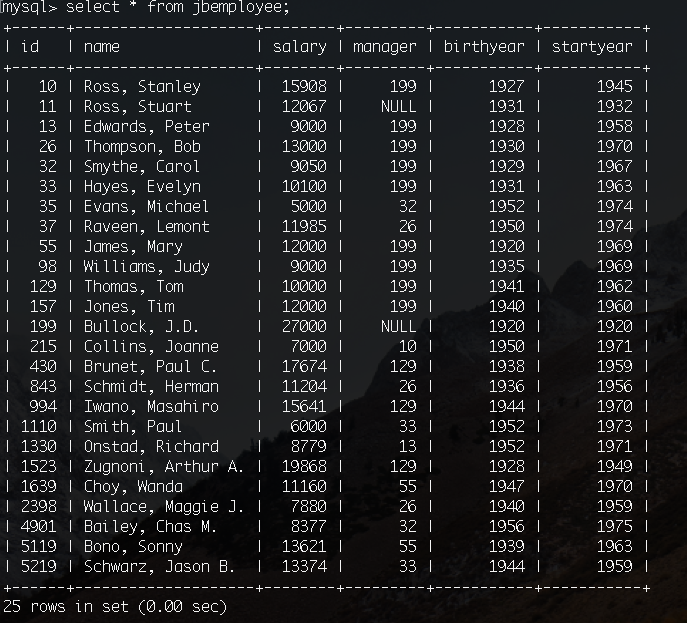 mysql> select * from jbemployee;
+------+--------------------+--------+---------+-----------+-----------+
| id   | name               | salary | manager | birthyear | startyear |
+------+--------------------+--------+---------+-----------+-----------+
|   10 | Ross, Stanley      |  15908 |     199 |      1927 |      1945 |
|   11 | Ross, Stuart       |  12067 |    NULL |      1931 |      1932 |
|   13 | Edwards, Peter     |   9000 |     199 |      1928 |      1958 |
|   26 | Thompson, Bob      |  13000 |     199 |      1930 |      1970 |
|   32 | Smythe, Carol      |   9050 |     199 |      1929 |      1967 |
|   33 | Hayes, Evelyn      |  10100 |     199 |      1931 |      1963 |
|   35 | Evans, Michael     |   5000 |      32 |      1952 |      1974 |
|   37 | Raveen, Lemont     |  11985 |      26 |      1950 |      1974 |
|   55 | James, Mary        |  12000 |     199 |      1920 |      1969 |
|   98 | Williams, Judy     |   9000 |     199 |      1935 |      1969 |
|  129 | Thomas, Tom        |  10000 |     199 |      1941 |      1962 |
|  157 | Jones, Tim         |  12000 |     199 |      1940 |      1960 |
|  199 | Bullock, J.D.      |  27000 |    NULL |      1920 |      1920 |
|  215 | Collins, Joanne    |   7000 |      10 |      1950 |      1971 |
|  430 | Brunet, Paul C.    |  17674 |     129 |      1938 |      1959 |
|  843 | Schmidt, Herman    |  11204 |      26 |      1936 |      1956 |
|  994 | Iwano, Masahiro    |  15641 |     129 |      1944 |      1970 |
| 1110 | Smith, Paul        |   6000 |      33 |      1952 |      1973 |
| 1330 | Onstad, Richard    |   8779 |      13 |      1952 |      1971 |
| 1523 | Zugnoni, Arthur A. |  19868 |     129 |      1928 |      1949 |
| 1639 | Choy, Wanda        |  11160 |      55 |      1947 |      1970 |
| 2398 | Wallace, Maggie J. |   7880 |      26 |      1940 |      1959 |
| 4901 | Bailey, Chas M.    |   8377 |      32 |      1956 |      1975 |
| 5119 | Bono, Sonny        |  13621 |      55 |      1939 |      1963 |
| 5219 | Schwarz, Jason B.  |  13374 |      33 |      1944 |      1959 |
+------+--------------------+--------+---------+-----------+-----------+
25 rows in set (0.00 sec)